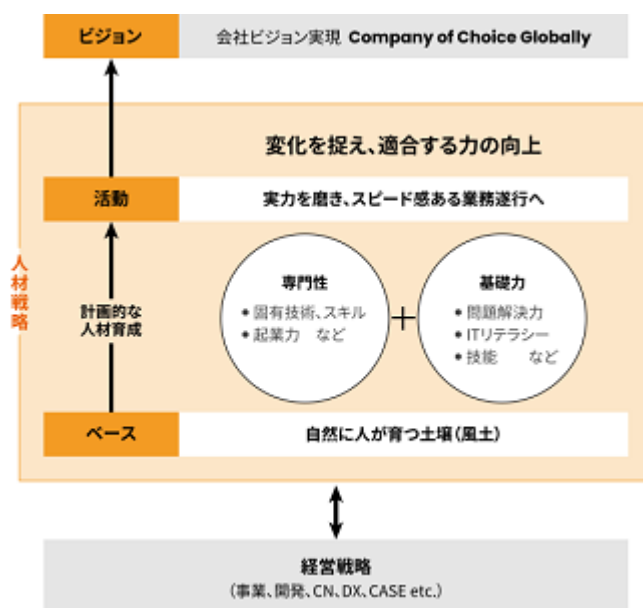 ビジョン
会社ビジョン実現 Company of Choice Globally
変化を捉え、適合する力の向上
活動
実力を磨き、スピード感ある業務遂行へ
人材戦略
計画的な
人材育成
専門性
• 固有技術、スキル
• 起業力 など
+
基礎力
• 問題解決力
• ITリテラシー
• 技能 など
ベース
自然に人が育つ土壌（風土）
経営戦略
（事業、開発、CN、DX、CASE etc.）